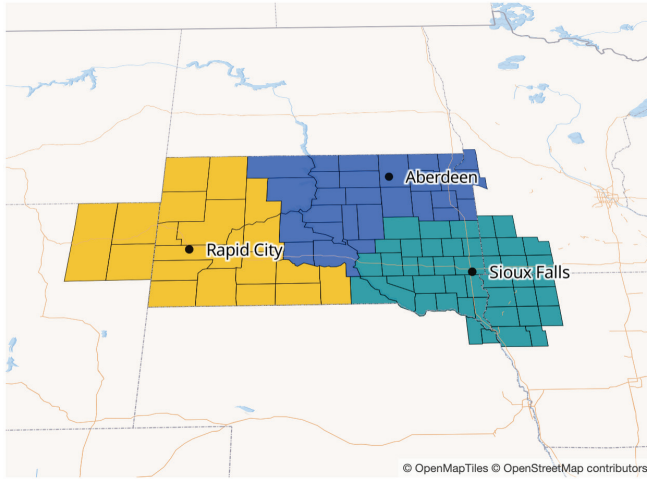 Aberdeen
Rapid City
Sioux Falls
© OpenMapTiles © OpenStreetMap contributors